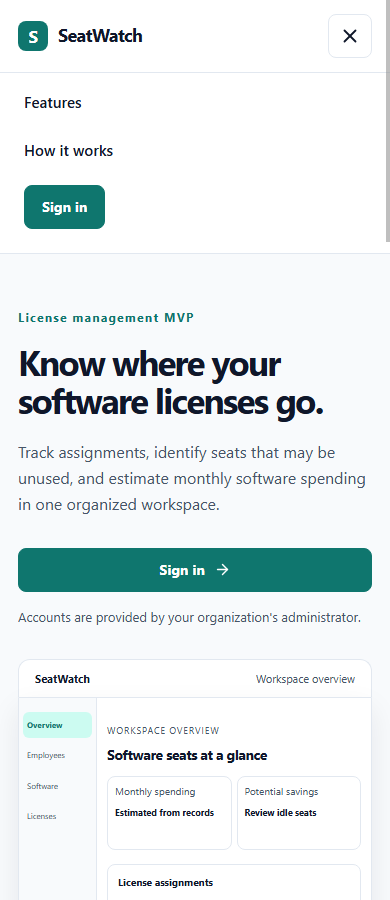 S SeatWatch
Features
How it works
Sign in
License management MVP
Know where your
software licenses go.
Track assignments, identify seats that may be
unused, and estimate monthly software spending
in one organized workspace.
Sign in →
Accounts are provided by your organization's administrator.
SeatWatch Workspace overview
Overview
Employees
Software
Licenses
WORKSPACE OVERVIEW
Software seats at a glance
Monthly spending
Estimated from records
Potential savings
Review idle seats
License assignments